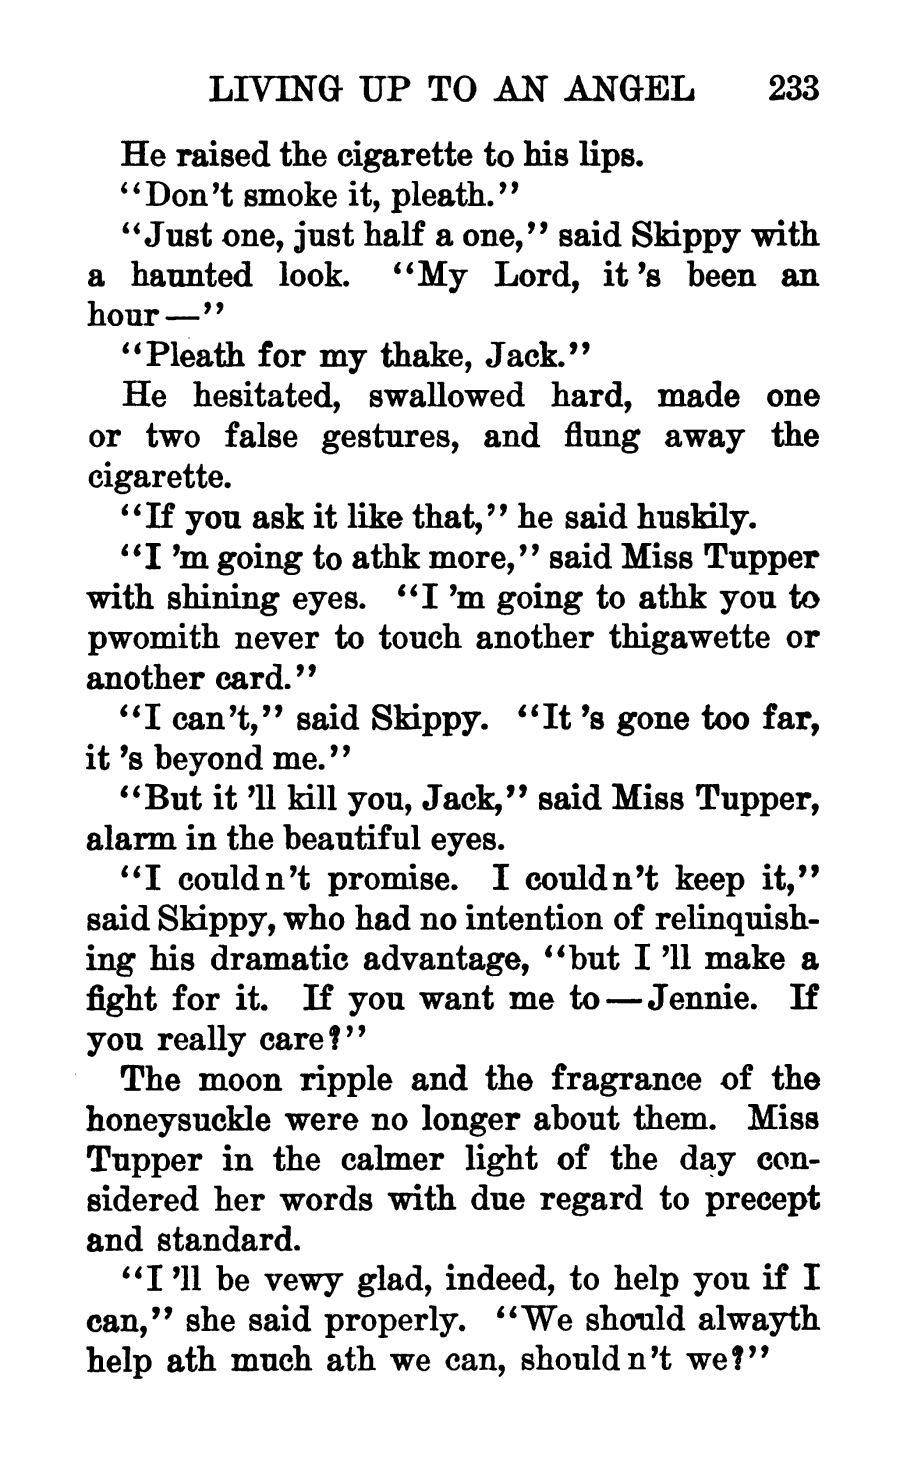 LIVING UP TO AN ANGEL 233
He raised the cigarette to his lips.
"Don't smoke it, pleath."
"Just one, just half a one," said Skippy with
a haunted look. "My Lord, it 's been an
hour—"
"Pleath for my thake, Jack."
He hesitated, swallowed hard, made one
or two false gestures, and flung away the
cigarette.
"If you ask it like that," he said huskily.
"I 'm going to athk more," said Miss Tupper
with shining eyes. "I 'm going to athk you to
pwomith never to touch another thigawette or
another card."
"I can't," said Skippy. "It 's gone too far,
it 's beyond me."
"But it 'll kill you, Jack," said Miss Tupper,
alarm in the beautiful eyes.
"I could n't promise. I could n't keep it,"
said Skippy, who had no intention of relinquish-
ing his dramatic advantage, "but I 'll make a
fight for it. If you want me to—Jennie. If
you really care?"
The moon ripple and the fragrance of the
honeysuckle were no longer about them. Miss
Tupper in the calmer light of the day con-
sidered her words with due regard to precept
and standard.
"I 'll be vewy glad, indeed, to help you if I
can," she said properly. "We should alwayth
help ath much ath we can, should n't we?"